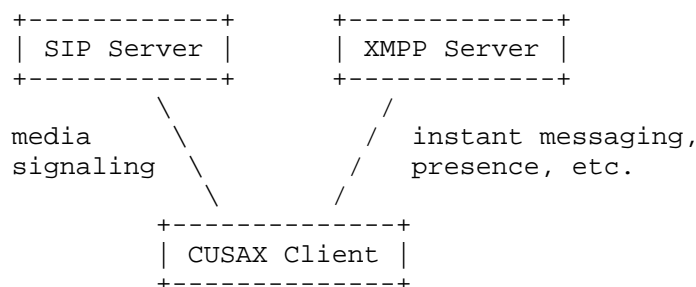 SIP Server
XMPP Server
media
signaling
instant messaging,
presence, etc.
CUSAX Client